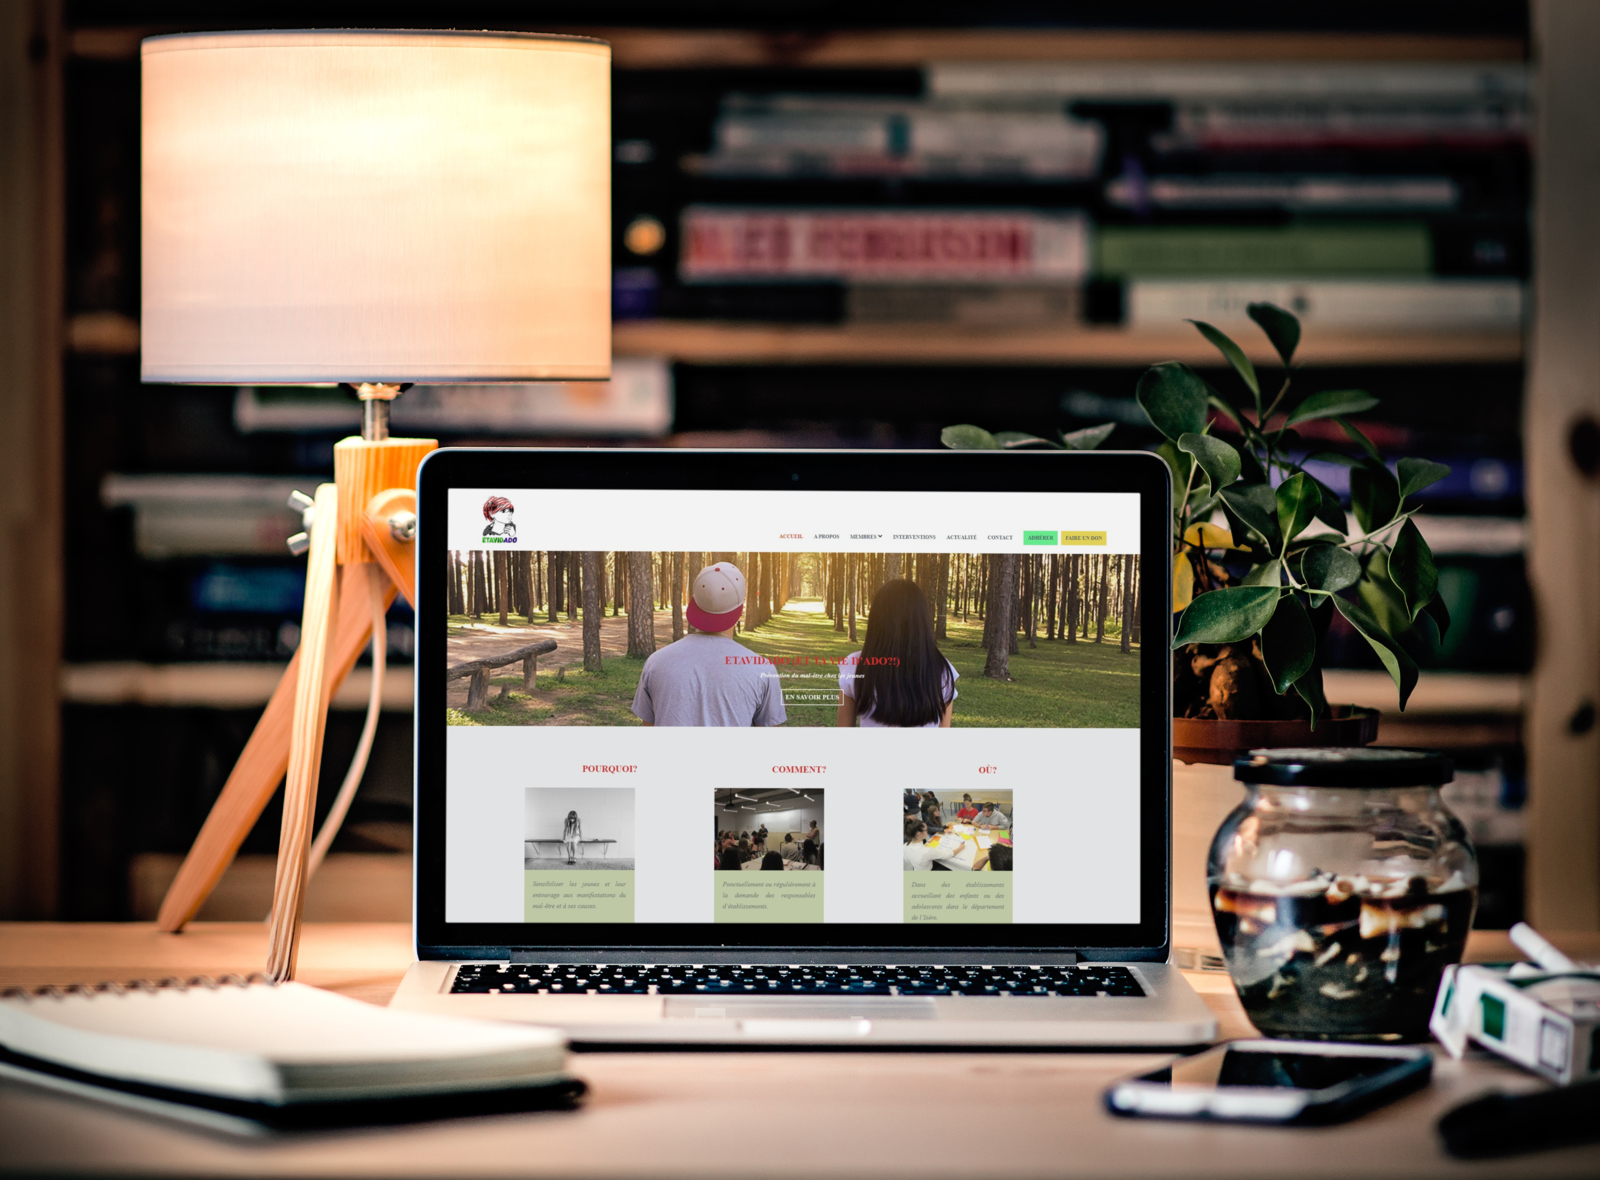 ALEX FERGUSON
ETAVIDADO
ACCUEIL A PROPOS MEMBRES INTERVENTIONS ACTUALITÉ CONTACT ADHÉRER FAIRE UN DON
ETAVIDADO (ET TA VIE D'ADO?!)
Prévention du mal-être chez les jeunes
EN SAVOIR PLUS
POURQUOI? COMMENT? OÙ?
Sensibiliser les jeunes et leur
entourage aux manifestations du
mal-être et à ses causes.
Ponctuellement ou régulièrement à
la demande des responsables
d'établissements.
Dans des établissements
accueillant des enfants ou des
adolescents dans le département
de l'Isère.